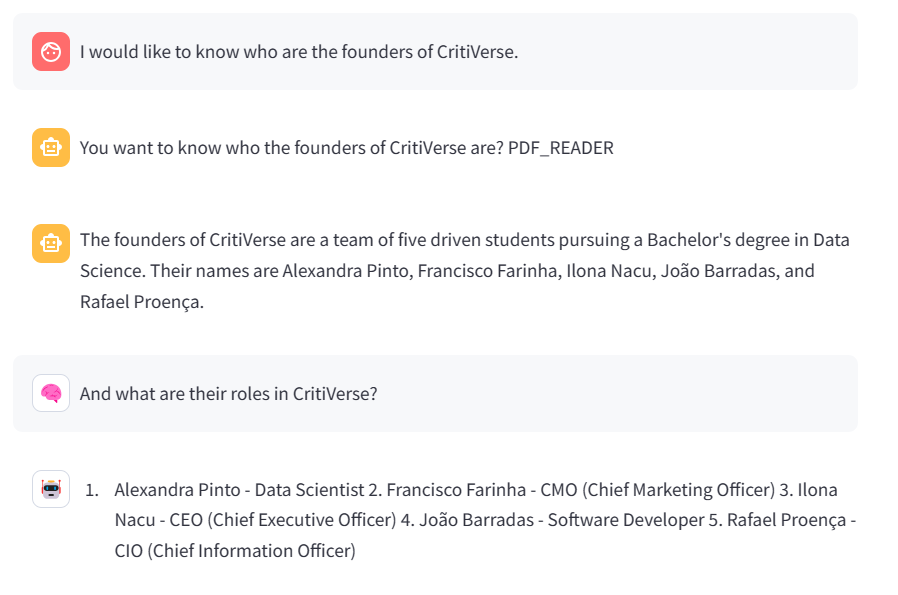 I would like to know who are the founders of CritiVerse.
You want to know who the founders of CritiVerse are? PDF_READER
The founders of CritiVerse are a team of five driven students pursuing a Bachelor's degree in Data
Science. Their names are Alexandra Pinto, Francisco Farinha, Ilona Nacu, João Barradas, and
Rafael Proença.
And what are their roles in CritiVerse?
1. Alexandra Pinto - Data Scientist 2. Francisco Farinha - CMO (Chief Marketing Officer) 3. Ilona
Nacu - CEO (Chief Executive Officer) 4. João Barradas - Software Developer 5. Rafael Proença -
CIO (Chief Information Officer)